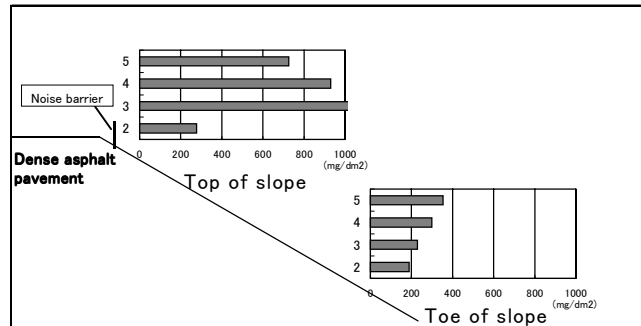 5
4
3
2
0 200 400 600 800 1000
(mg/dm2)
Noise barrier
Dense asphalt
pavement
Top of slope
5
4
3
2
0 200 400 600 800 1000
(mg/dm2)
Toe of slope